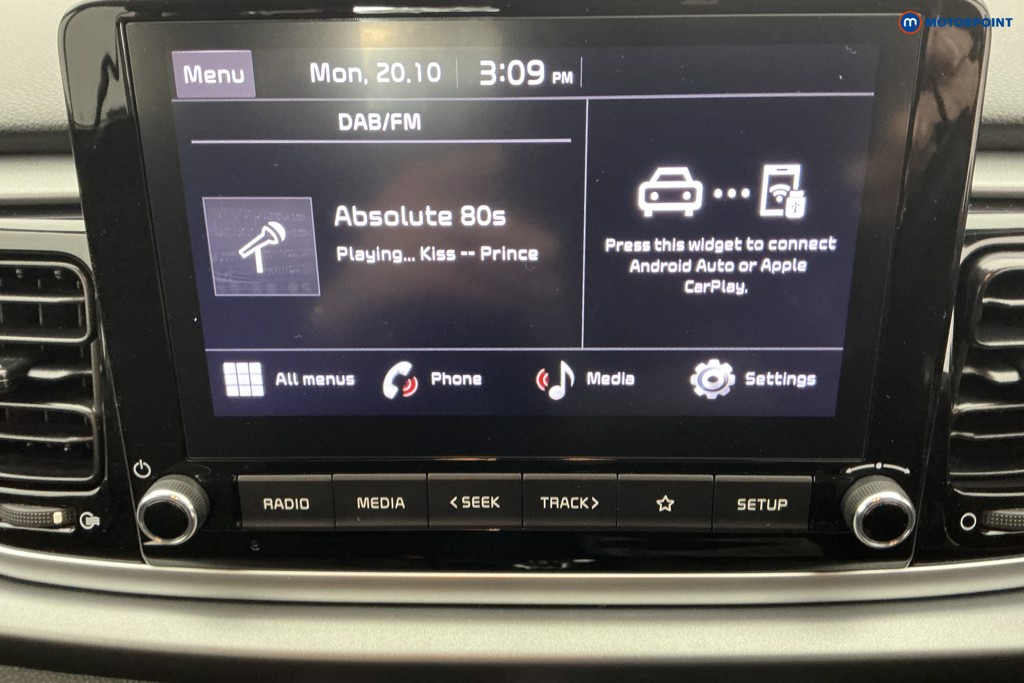 m MOTORPOINT
Menu Mon, 20.10 3:09 PM
DAB/FM
Absolute 80s
Playing... Kiss -- Prince
Press this widget to connect
Android Auto or Apple
CarPlay.
All menus Phone Media Settings
RADIO MEDIA <SEEK TRACK> SETUP